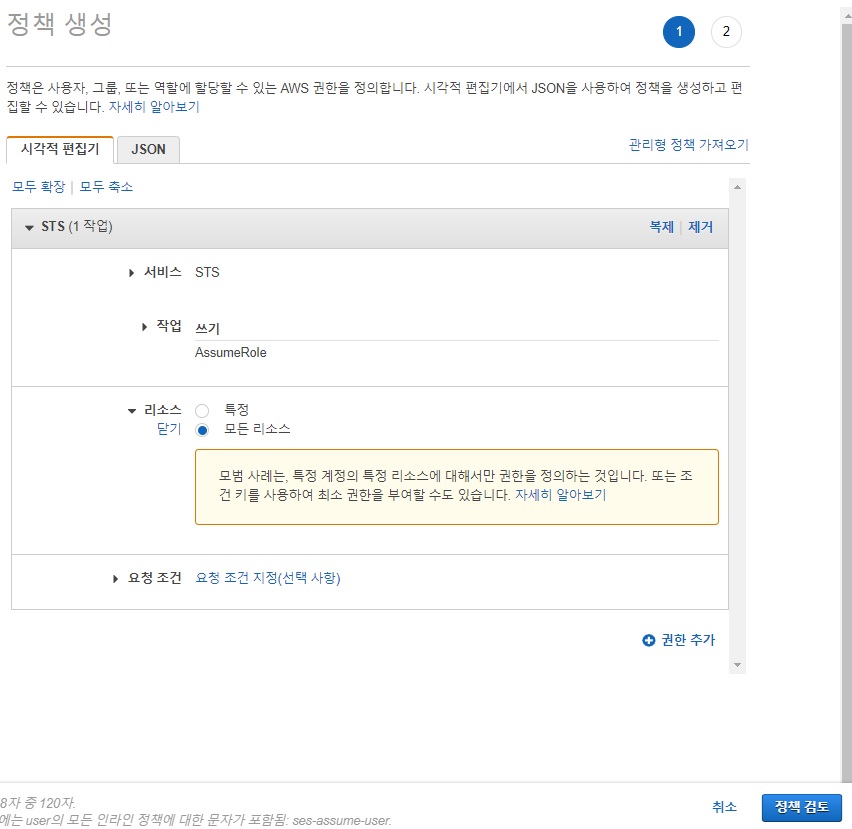 정책 생성
1
2
정책은 사용자, 그룹, 또는 역할에 할당할 수 있는 AWS 권한을 정의합니다. 시각적 편집기에서 JSON을 사용하여 정책을 생성하고 편
집할 수 있습니다. 자세히 알아보기
시각적 편집기
JSON
관리형 정책 가져오기
모두 확장 | 모두 축소
STS (1 작업)
복제 | 제거
서비스 STS
작업 쓰기
AssumeRole
리소스 특정
닫기 모든 리소스
모범 사례는, 특정 계정의 특정 리소스에 대해서만 권한을 정의하는 것입니다. 또는 조
건 키를 사용하여 최소 권한을 부여할 수도 있습니다. 자세히 알아보기
요청 조건 요청 조건 지정(선택 사항)
권한 추가
8자 중 120자.
에는 user의 모든 인라인 정책에 대한 문자가 포함됨: ses-assume-user.
취소
정책 검토